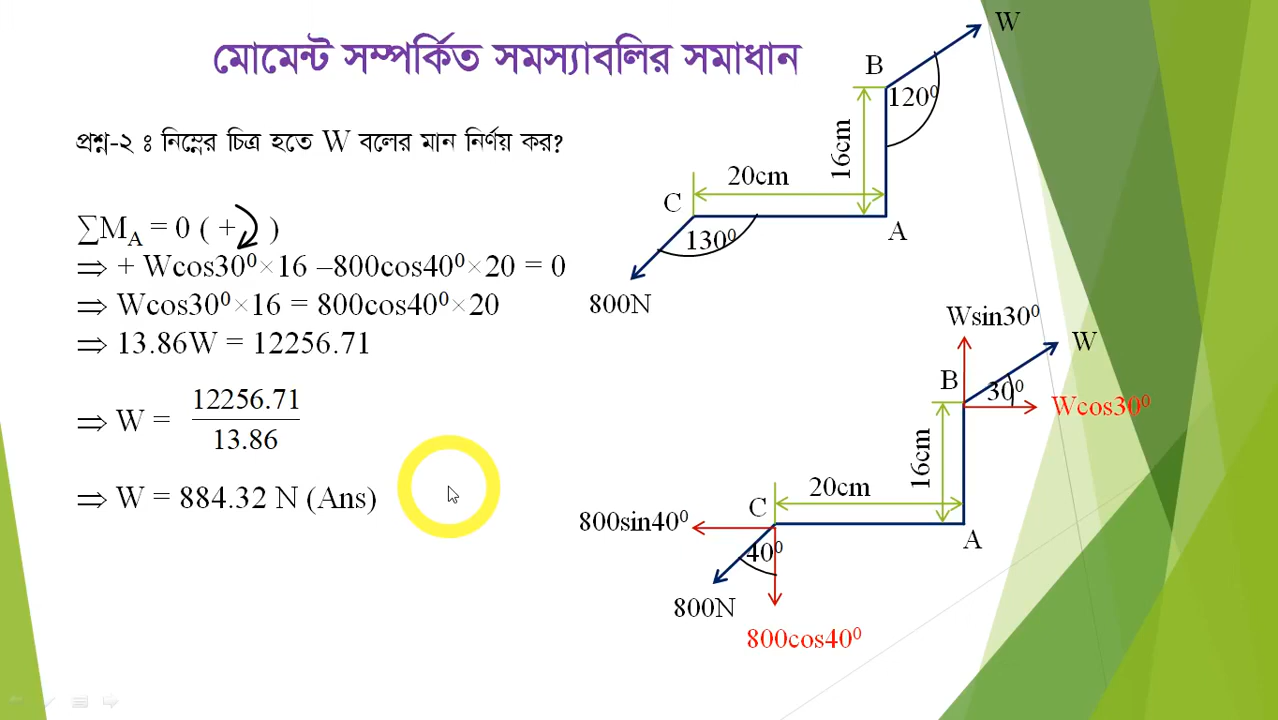 মোমেন্ট সম্পর্কিত সমস্যাবলির সমাধান
প্রশ্ন-২ ঃ নিম্নের চিত্র হতে W বলের মান নির্ণয় কর?
∑M_A = 0 ( + )
⇒ + Wcos30⁰×16 –800cos40⁰×20 = 0
⇒ Wcos30⁰×16 = 800cos40⁰×20
⇒ 13.86W = 12256.71
⇒ W = 12256.71
13.86
⇒ W = 884.32 N (Ans)
W
B
120⁰
16cm
20cm
C
A
130⁰
800N
Wsin30⁰
W
B
30⁰
Wcos30⁰
16cm
20cm
C
800sin40⁰
A
40⁰
800N
800cos40⁰